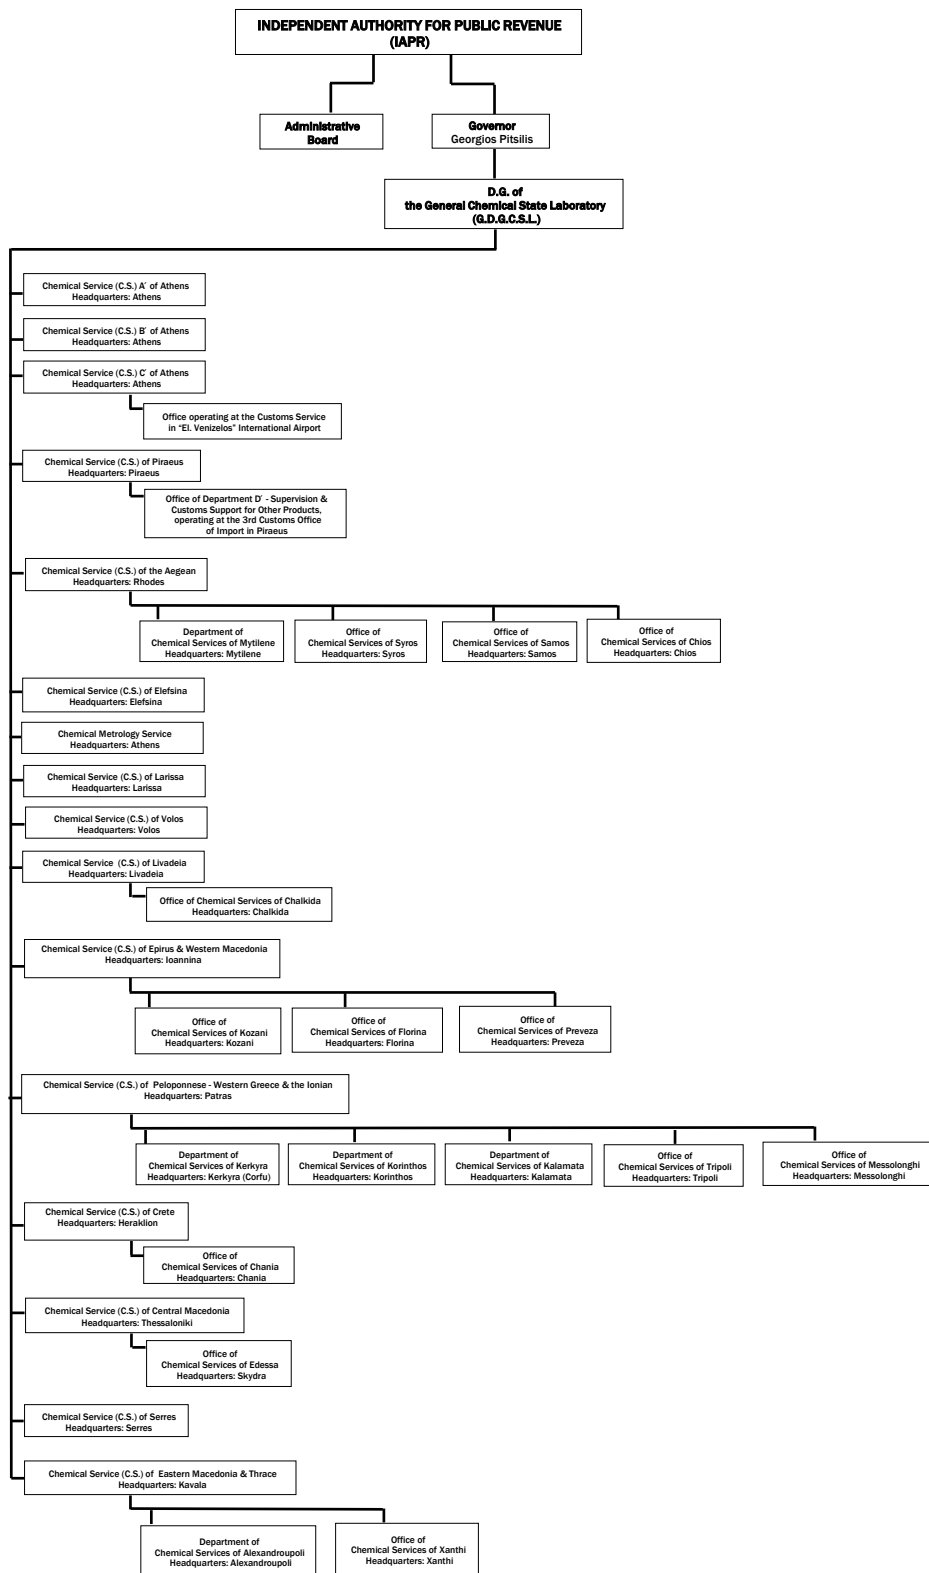 INDEPENDENT AUTHORITY FOR PUBLIC REVENUE
(IAPR)
Administrative
Board
Governor
Georgios Pitsilis
D.G. of
the General Chemical State Laboratory
(G.D.G.C.S.L.)
Chemical Service (C.S.) A΄ of Athens
Headquarters: Athens
Chemical Service (C.S.) B΄ of Athens
Headquarters: Athens
Chemical Service (C.S.) C΄ of Athens
Headquarters: Athens
Office operating at the Customs Service
in "El. Venizelos" International Airport
Chemical Service (C.S.) of Piraeus
Headquarters: Piraeus
Office of Department D΄ - Supervision &
Customs Support for Other Products,
operating at the 3rd Customs Office
of Import in Piraeus
Chemical Service (C.S.) of the Aegean
Headquarters: Rhodes
Department of
Chemical Services of Mytilene
Headquarters: Mytilene
Office of
Chemical Services of Syros
Headquarters: Syros
Office of
Chemical Services of Samos
Headquarters: Samos
Office of
Chemical Services of Chios
Headquarters: Chios
Chemical Service (C.S.) of Elefsina
Headquarters: Elefsina
Chemical Metrology Service
Headquarters: Athens
Chemical Service (C.S.) of Larissa
Headquarters: Larissa
Chemical Service (C.S.) of Volos
Headquarters: Volos
Chemical Service (C.S.) of Livadeia
Headquarters: Livadeia
Office of Chemical Services of Chalkida
Headquarters: Chalkida
Chemical Service (C.S.) of Epirus & Western Macedonia
Headquarters: Ioannina
Office of
Chemical Services of Kozani
Headquarters: Kozani
Office of
Chemical Services of Florina
Headquarters: Florina
Office of
Chemical Services of Preveza
Headquarters: Preveza
Chemical Service (C.S.) of Peloponnese - Western Greece & the Ionian
Headquarters: Patras
Department of
Chemical Services of Kerkyra
Headquarters: Kerkyra (Corfu)
Department of
Chemical Services of Korinthos
Headquarters: Korinthos
Department of
Chemical Services of Kalamata
Headquarters: Kalamata
Office of
Chemical Services of Tripoli
Headquarters: Tripoli
Office of
Chemical Services of Messolonghi
Headquarters: Messolonghi
Chemical Service (C.S.) of Crete
Headquarters: Heraklion
Office of
Chemical Services of Chania
Headquarters: Chania
Chemical Service (C.S.) of Central Macedonia
Headquarters: Thessaloniki
Office of
Chemical Services of Edessa
Headquarters: Skydra
Chemical Service (C.S.) of Serres
Headquarters: Serres
Chemical Service (C.S.) of Eastern Macedonia & Thrace
Headquarters: Kavala
Department of
Chemical Services of Alexandroupoli
Headquarters: Alexandroupoli
Office of
Chemical Services of Xanthi
Headquarters: Xanthi